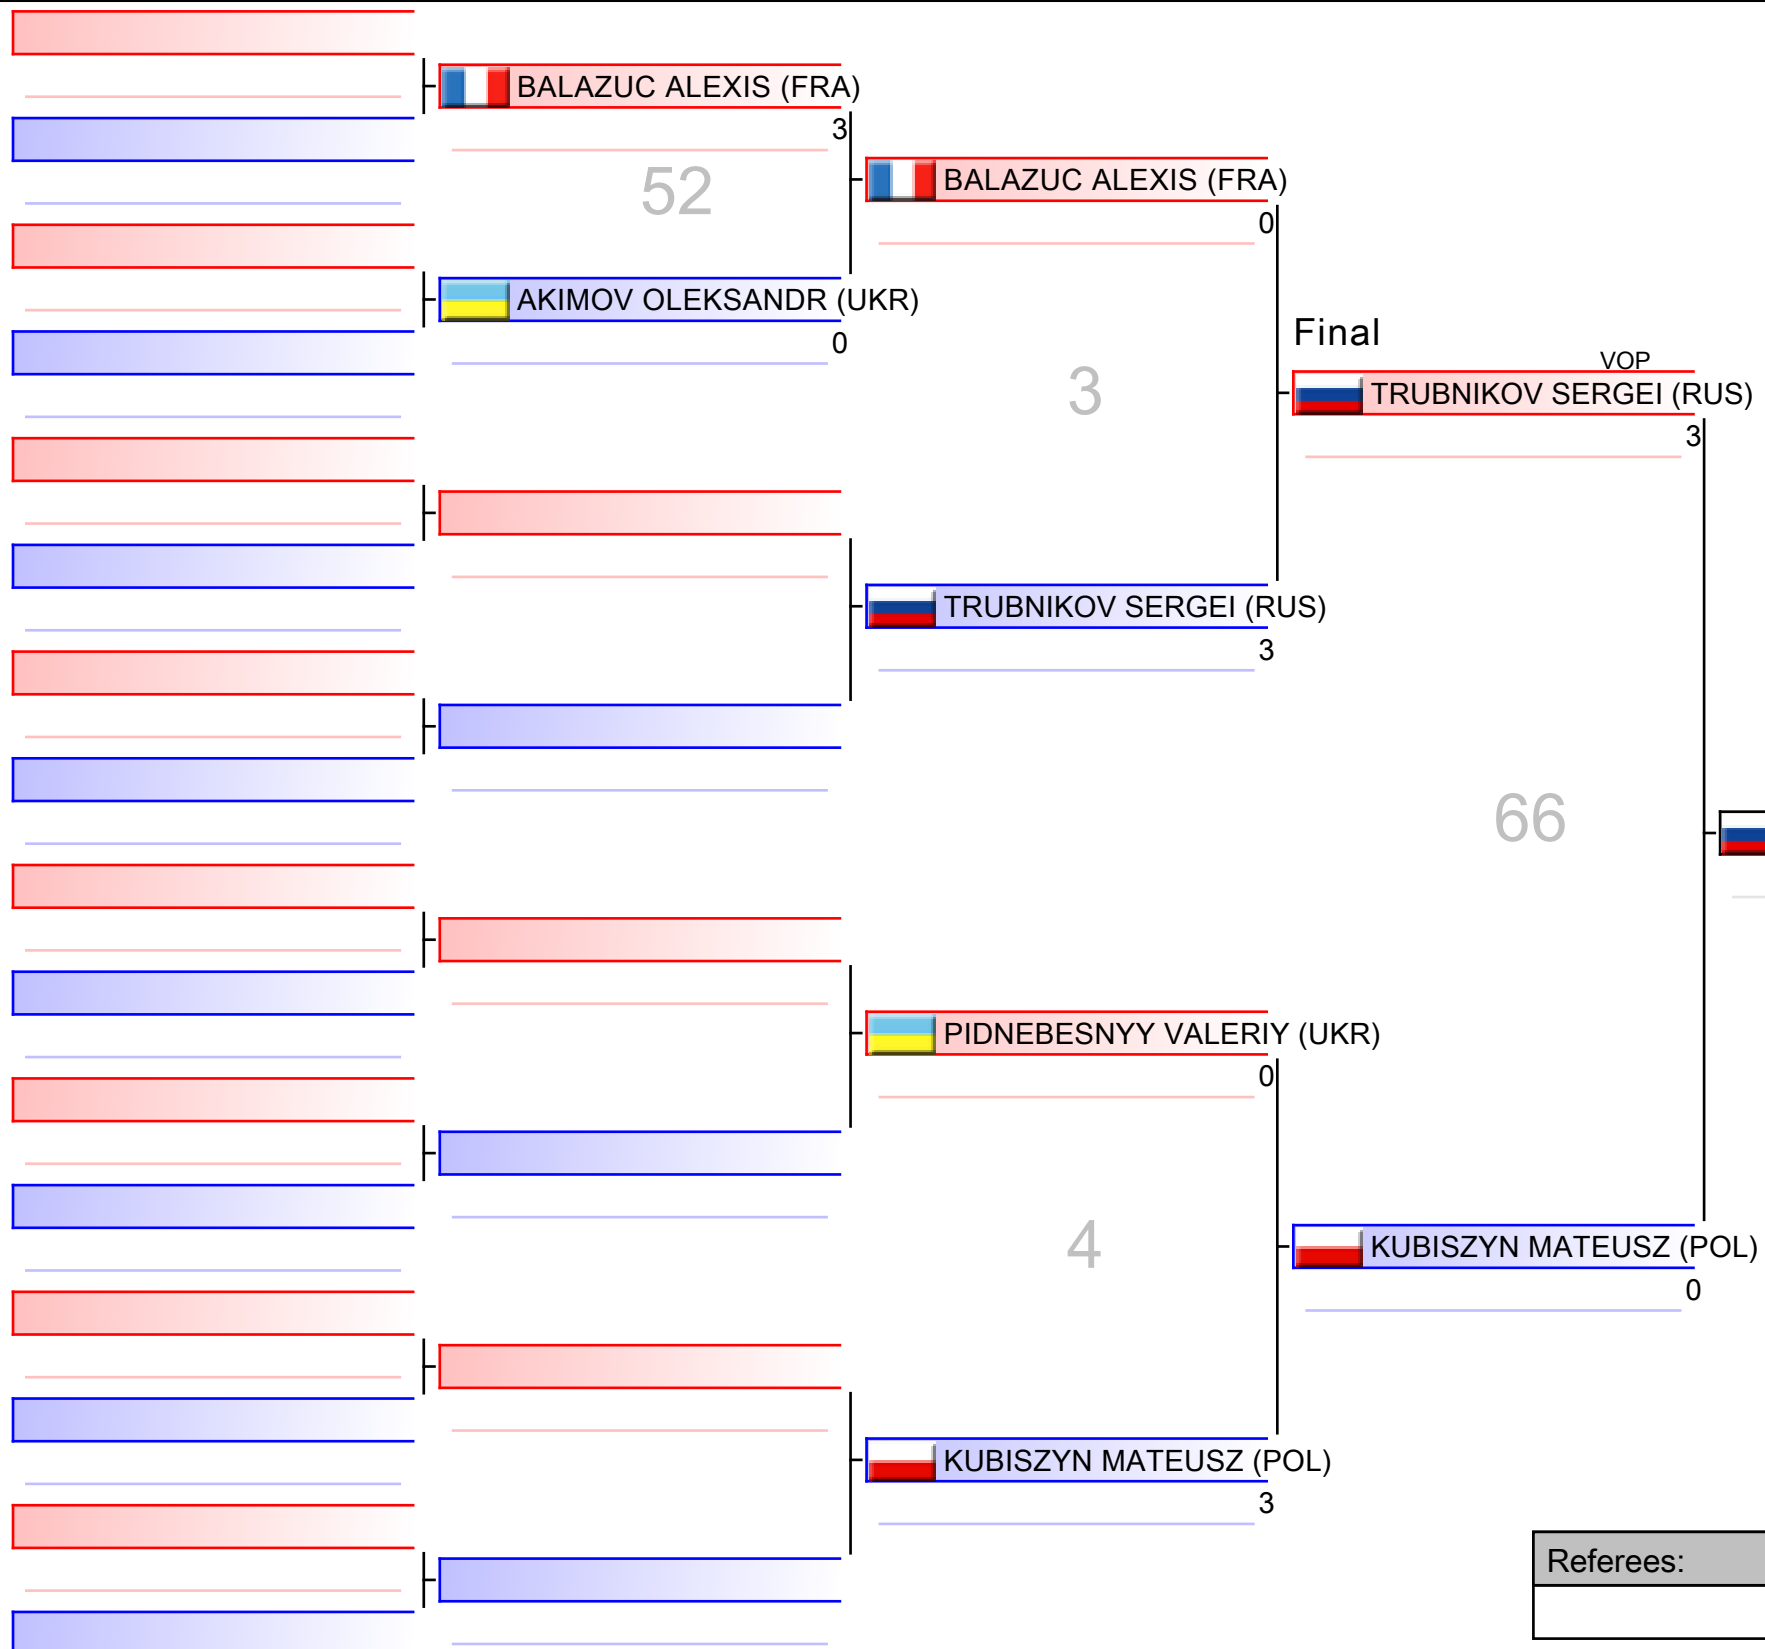 BALAZUC ALEXIS (FRA)
3
52
BALAZUC ALEXIS (FRA)
0
AKIMOV OLEKSANDR (UKR)
0
Final
VOP
3
TRUBNIKOV SERGEI (RUS)
3
TRUBNIKOV SERGEI (RUS)
3
66
PIDNEBESNYY VALERIY (UKR)
0
4
KUBISZYN MATEUSZ (POL)
0
KUBISZYN MATEUSZ (POL)
3
Referees: